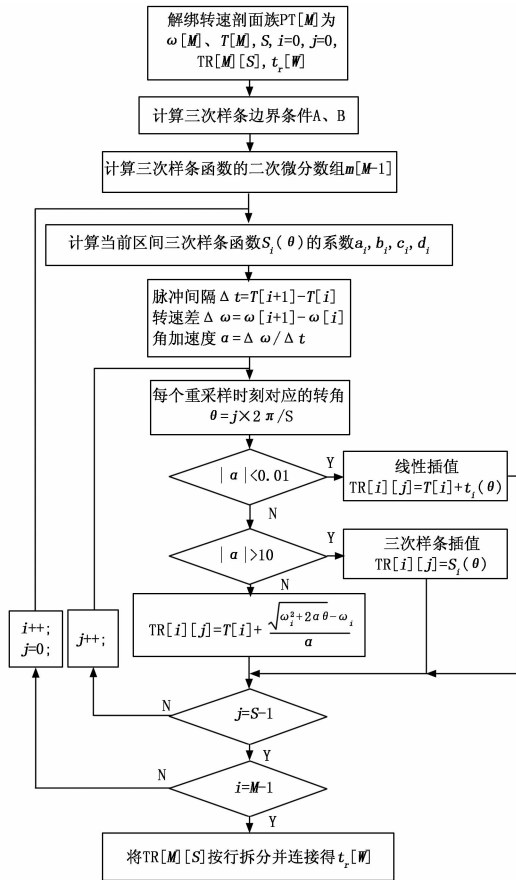 解绑转速剖面族PT[M]为
ω[M]、T[M],S,i=0,j=0,
TR[M][S],t_r[W]
计算三次样条边界条件A、B
计算三次样条函数的二次微分数组m[M-1]
计算当前区间三次样条函数S_i(θ)的系数a_i,b_i,c_i,d_i
脉冲间隔Δt=T[i+1]-T[i]
转速差Δω=ω[i+1]-ω[i]
角加速度α=Δω/Δt
每个重采样时刻对应的转角
θ=j×2π/S
|α|<0.01
Y
线性插值
TR[i][j]=T[i]+t_i(θ)
N
|α|>10
Y
三次样条插值
TR[i][j]=S_i(θ)
N
TR[i][j]=T[i]+(√(ω_i^2+2αθ)-ω_i)/α
i++;
j=0;
j++;
N
j=S-1
Y
N
i=M-1
Y
将TR[M][S]按行拆分并连接得t_r[W]